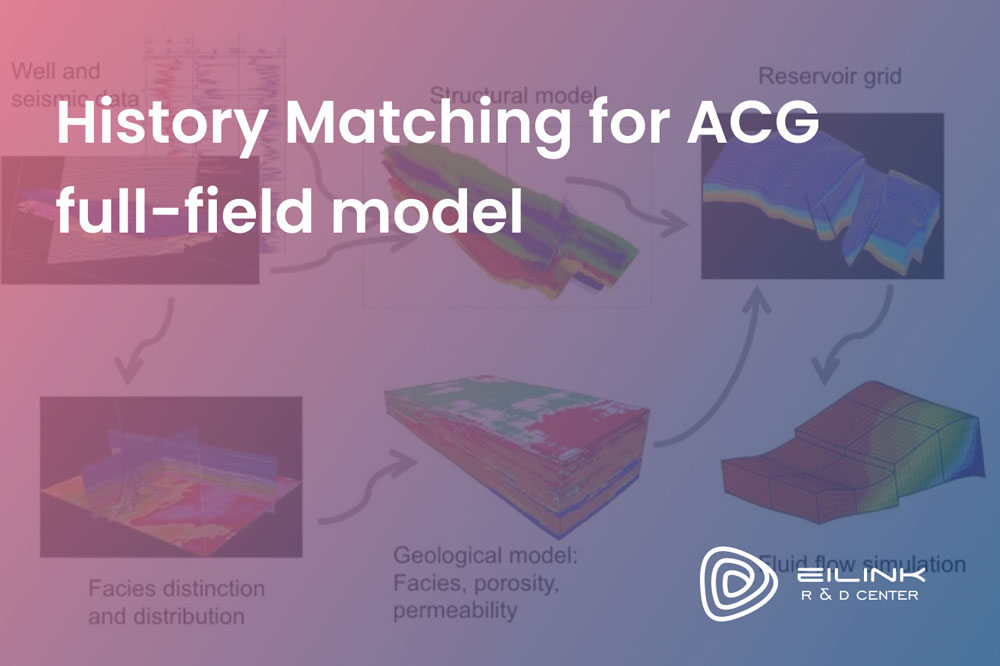 History Matching for ACG
full-field model
Well and
seismic data
Structural model
Reservoir grid
Facies distinction
and distribution
Geological model:
Facies, porosity,
permeability
Fluid flow simulation
EILINK
R & D CENTER